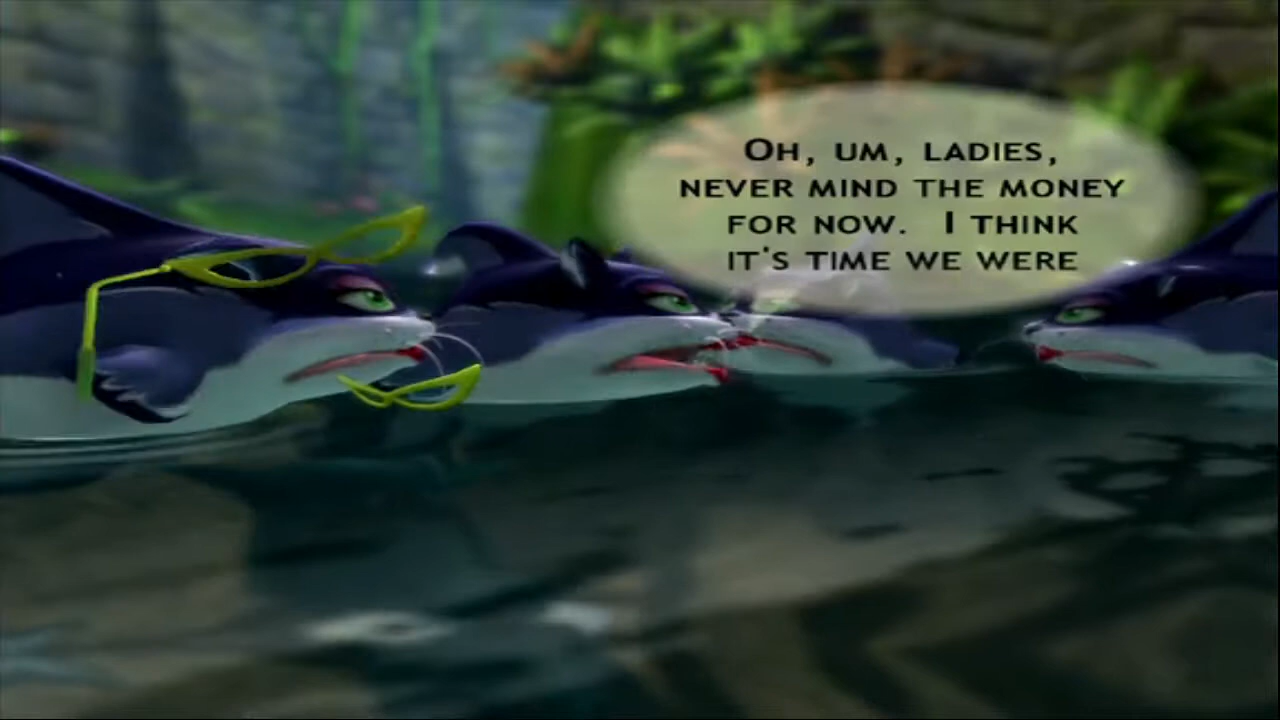 Oh, um, ladies,
never mind the money
for now.  I think
it's time we were